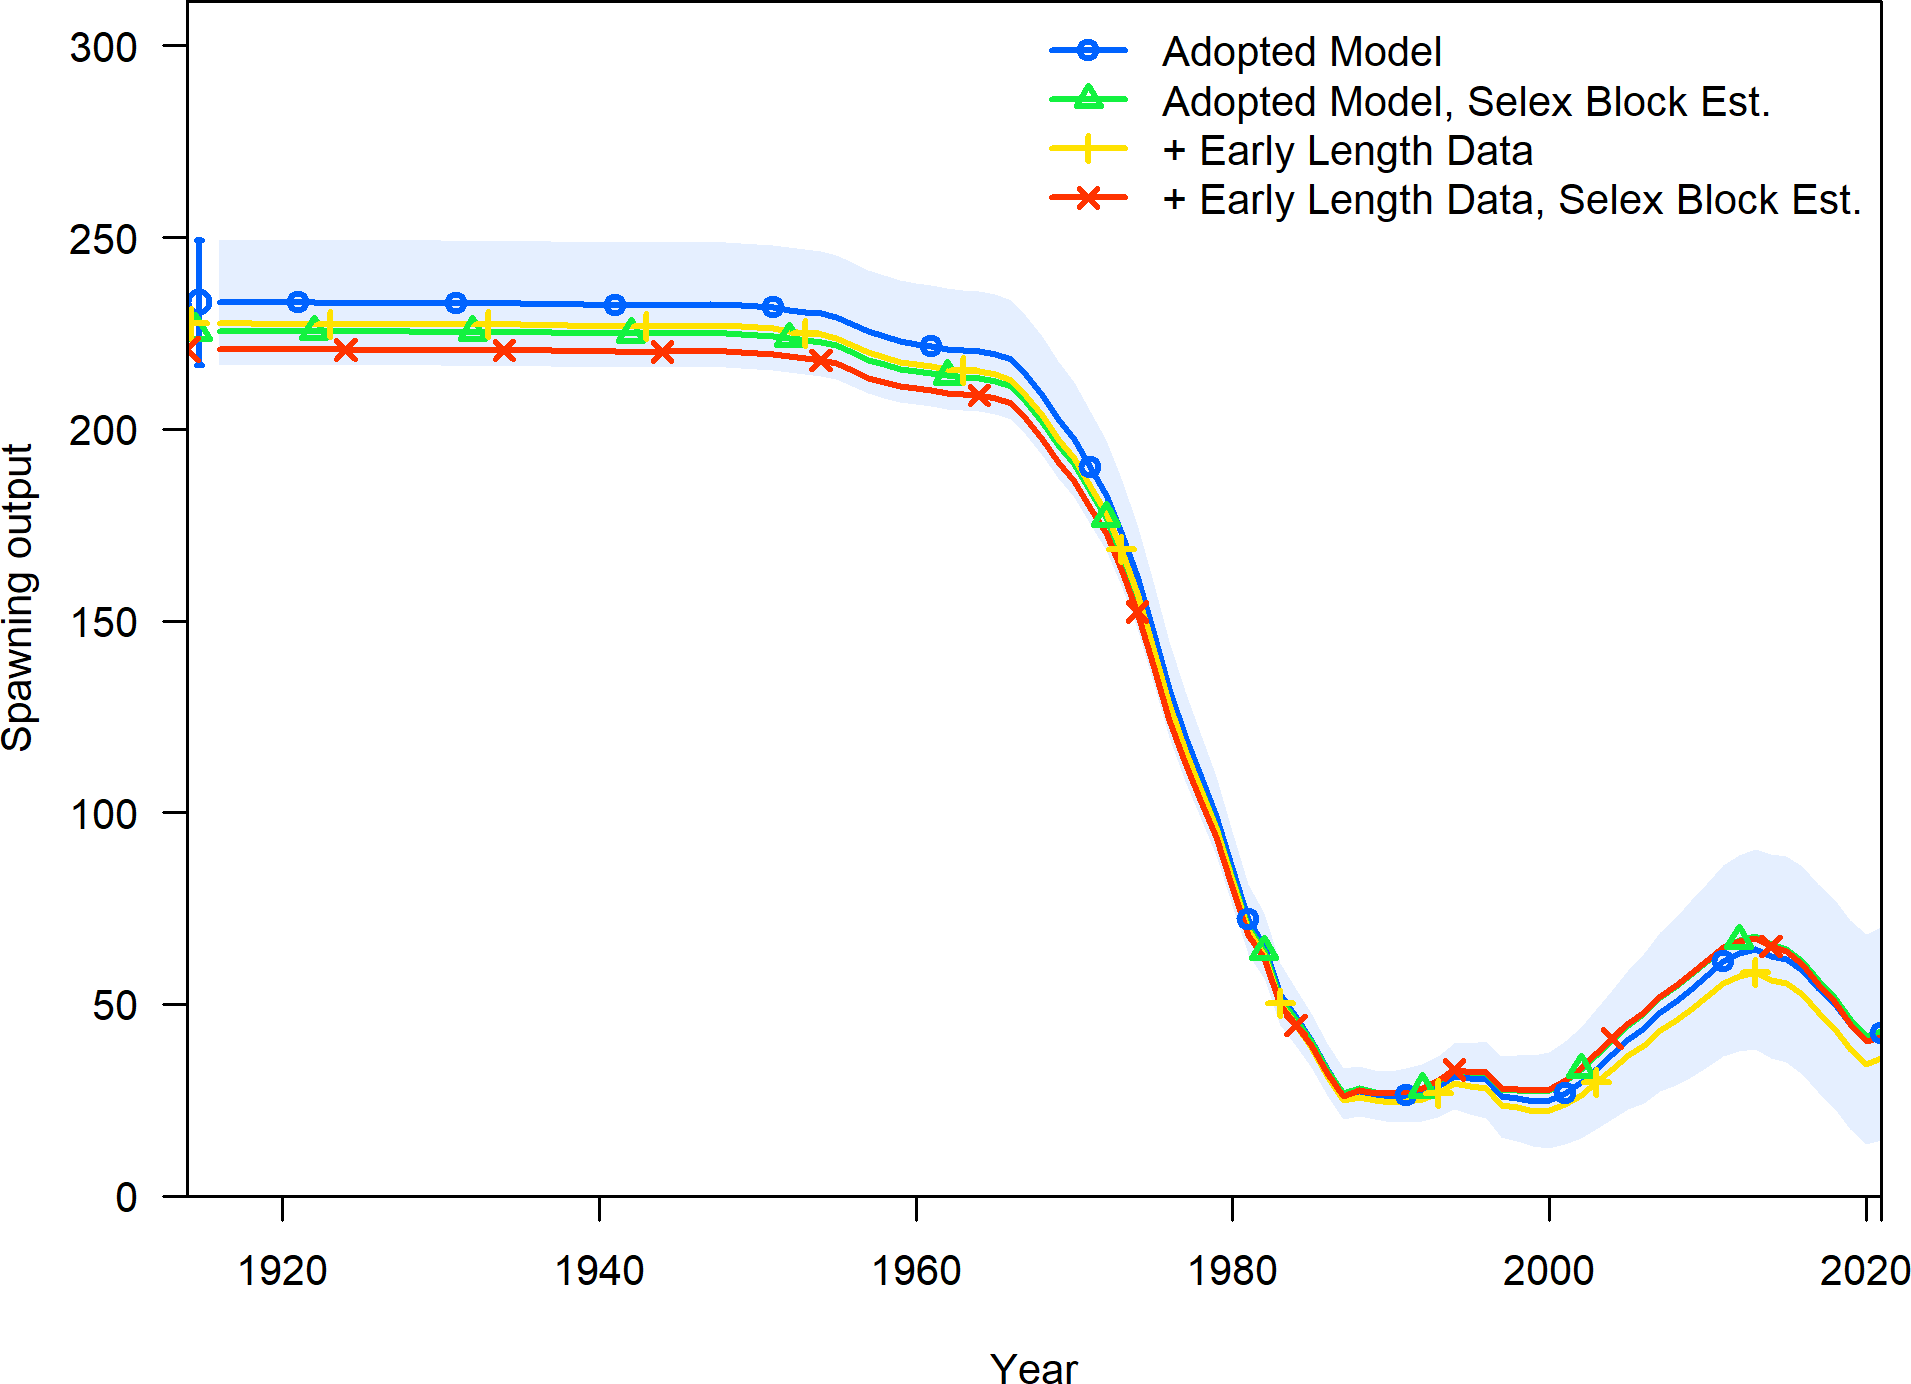 300
250
200
150
100
50
0
Spawning output
Adopted Model
Adopted Model, Selex Block Est.
+ Early Length Data
+ Early Length Data, Selex Block Est.
1920 1940 1960 1980 2000 2020
Year